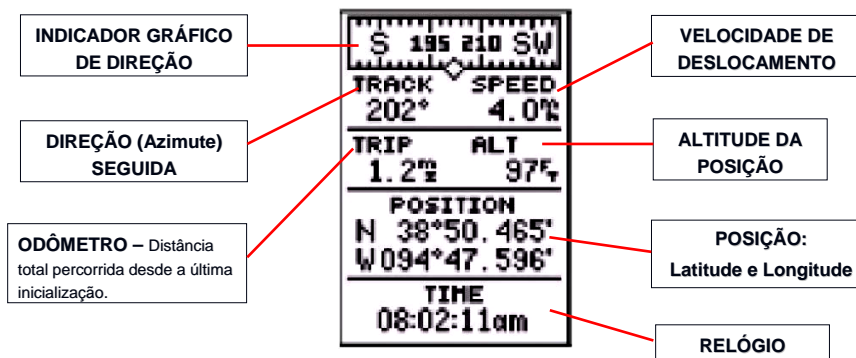 INDICADOR GRÁFICO
DE DIREÇÃO
DIREÇÃO (Azimute)
SEGUIDA
ODÔMETRO – Distância
total percorrida desde a última
inicialização.
S 195 210 SW
TRACK SPEED
202° 4.0
TRIP ALT
1.2 97
POSITION
N 38°50.465'
W094°47.596'
TIME
08:02:11am
VELOCIDADE DE
DESLOCAMENTO
ALTITUDE DA
POSIÇÃO
POSIÇÃO:
Latitude e Longitude
RELÓGIO